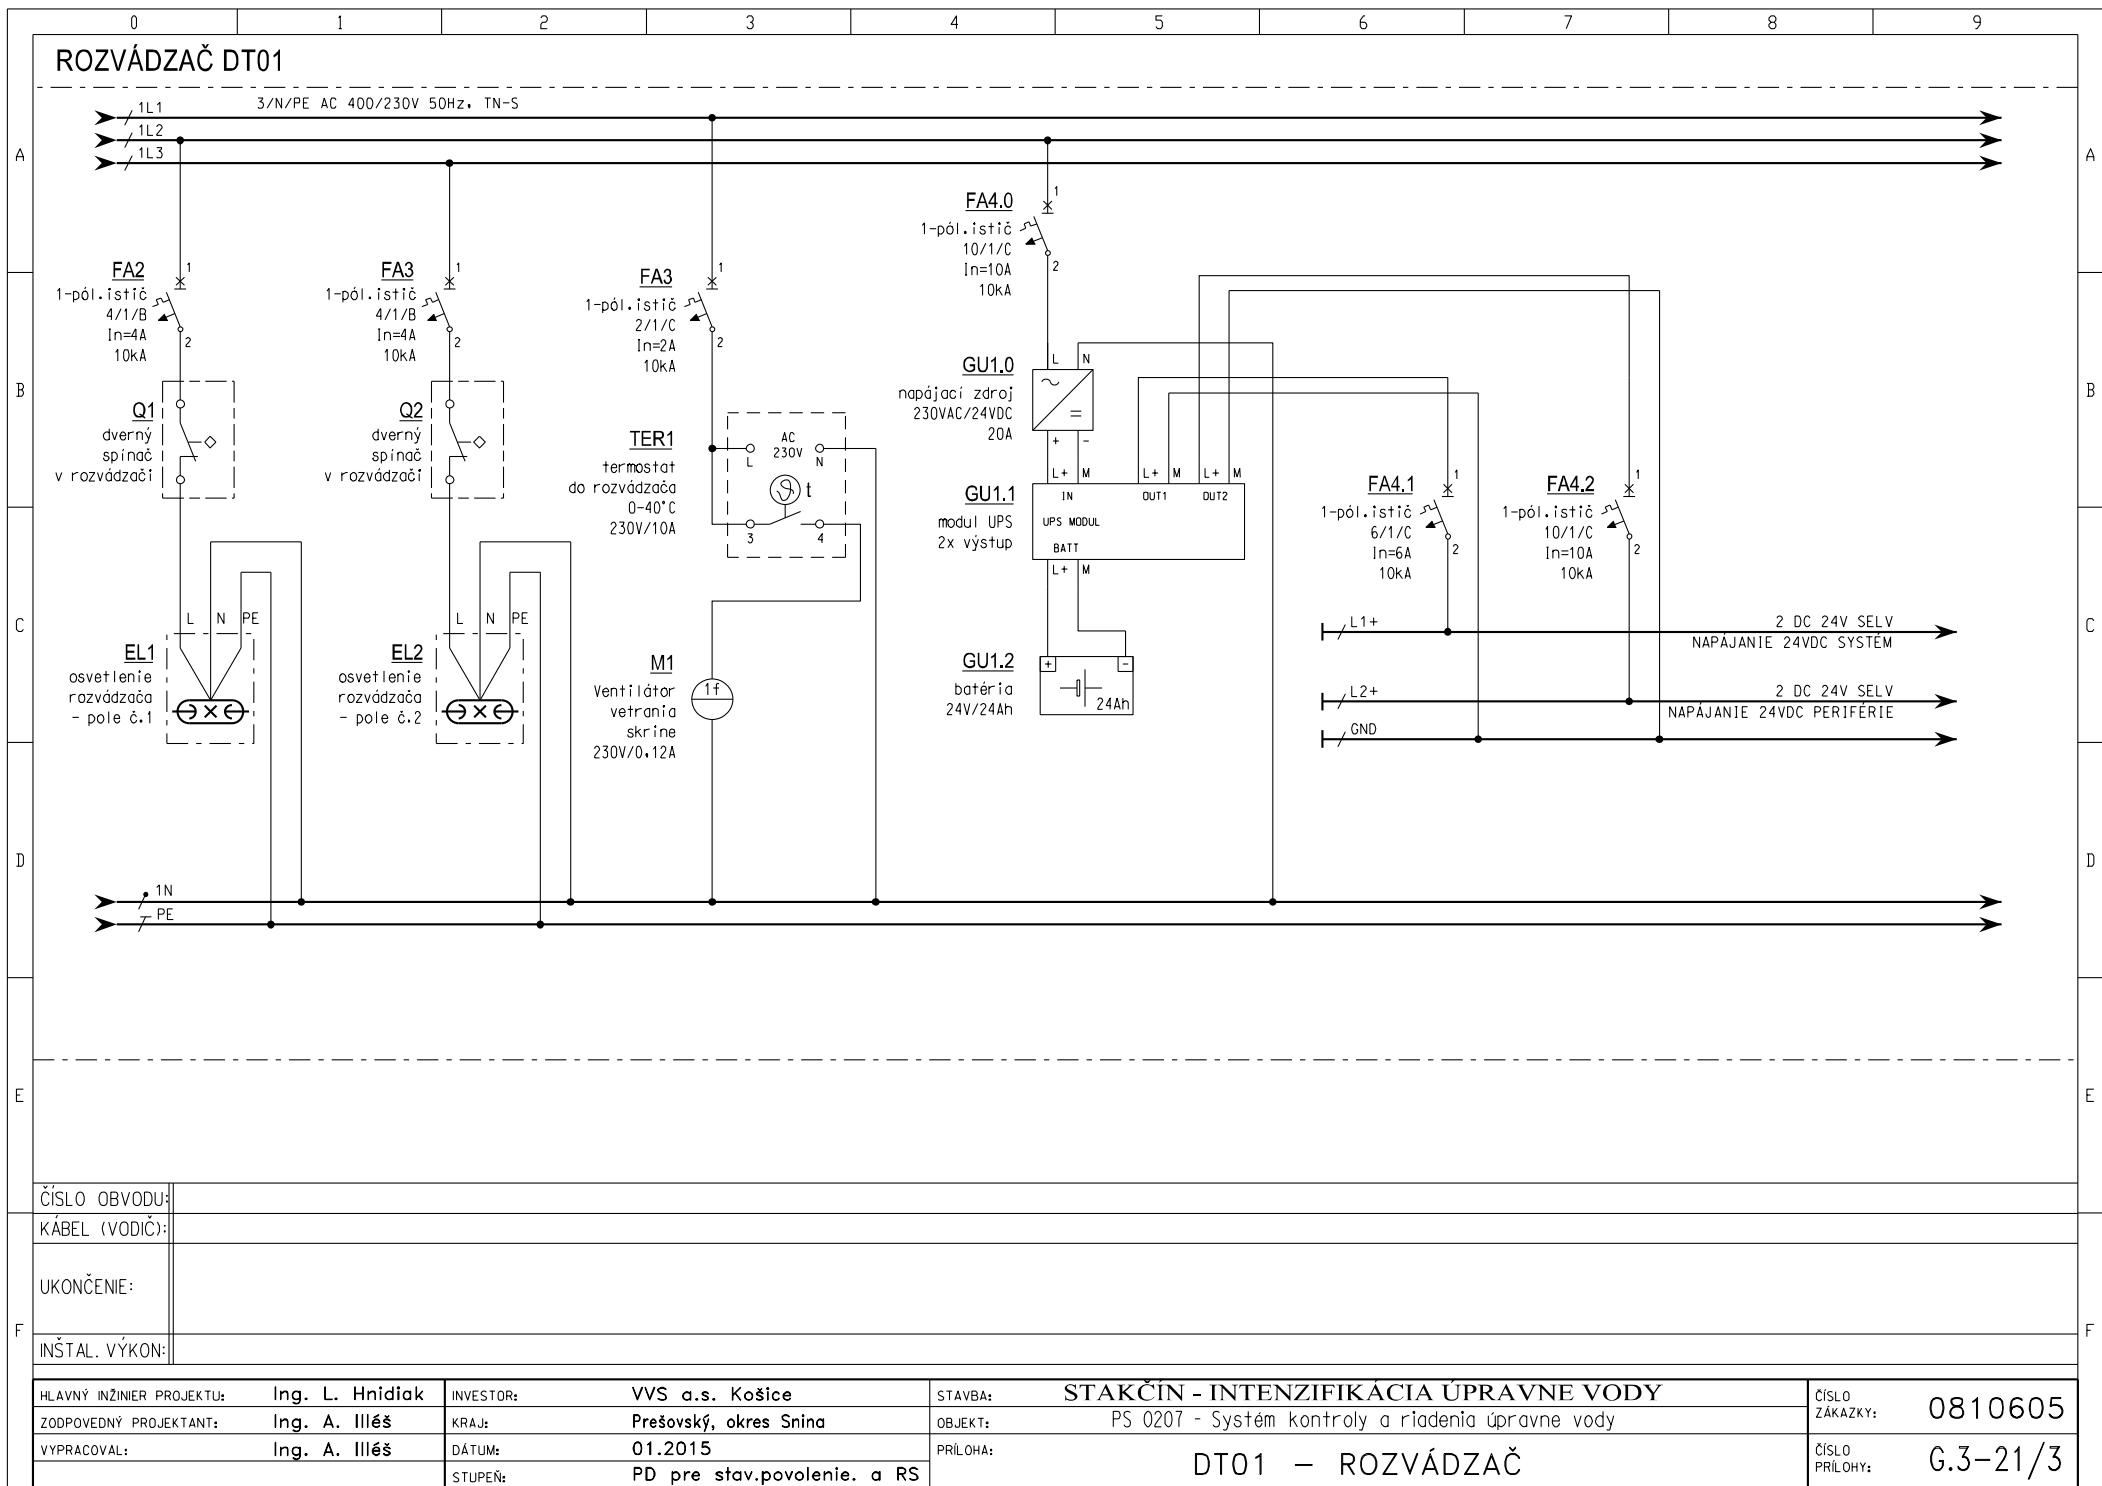 0 1 2 3 4 5 6 7 8 9
ROZVÁDZAČ DT01
1L1 3/N/PE AC 400/230V 50Hz, TN-S
1L2
1L3
A A
FA2
1-pól.istič
4/1/B
In=4A
10kA
1
2
FA3
1-pól.istič
4/1/B
In=4A
10kA
1
2
FA3
1-pól.istič
2/1/C
In=2A
10kA
1
2
FA4.0
1-pól.istič
10/1/C
In=10A
10kA
1
2
B B
Q1
dverný
spínač
v rozvádzači
Q2
dverný
spínač
v rozvádzači
TER1
termostat
do rozvádzača
0-40°C
230V/10A
AC
230V
L N
t
3 4
GU1.0
napájací zdroj
230VAC/24VDC
20A
L N
+ -
GU1.1
modul UPS
2x výstup
L+ M L+ M L+ M
IN OUT1 OUT2
UPS MODUL
BATT
L+ M
FA4.1
1-pól.istič
6/1/C
In=6A
10kA
1
2
FA4.2
1-pól.istič
10/1/C
In=10A
10kA
1
2
C C
L N PE
EL1
osvetlenie
rozvádzača
- pole č.1
L N PE
EL2
osvetlenie
rozvádzača
- pole č.2
M1
Ventilátor
vetrania
skrine
230V/0,12A
1f
GU1.2
batéria
24V/24Ah
+ -
24Ah
L1+ 2 DC 24V SELV
NAPÁJANIE 24VDC SYSTÉM
L2+ 2 DC 24V SELV
NAPÁJANIE 24VDC PERIFÉRIE
GND
D D
1N
PE
E E
ČÍSLO OBVODU:
KÁBEL (VODIČ):
UKONČENIE:
F F
INŠTAL. VÝKON:
HLAVNÝ INŽINIER PROJEKTU: Ing. L. Hnidiak
ZODPOVEDNÝ PROJEKTANT: Ing. A. Illéš
VYPRACOVAL: Ing. A. Illéš
INVESTOR: VVS a.s. Košice
KRAJ: Prešovský, okres Snina
DÁTUM: 01.2015
STUPEŇ: PD pre stav.povolenie. a RS
STAVBA: STAKČÍN - INTENZIFIKÁCIA ÚPRAVNE VODY
OBJEKT: PS 0207 - Systém kontroly a riadenia úpravne vody
PRÍLOHA: DT01 – ROZVÁDZAČ
ČÍSLO
ZÁKAZKY: 0810605
ČÍSLO
PRÍLOHY: G.3-21/3